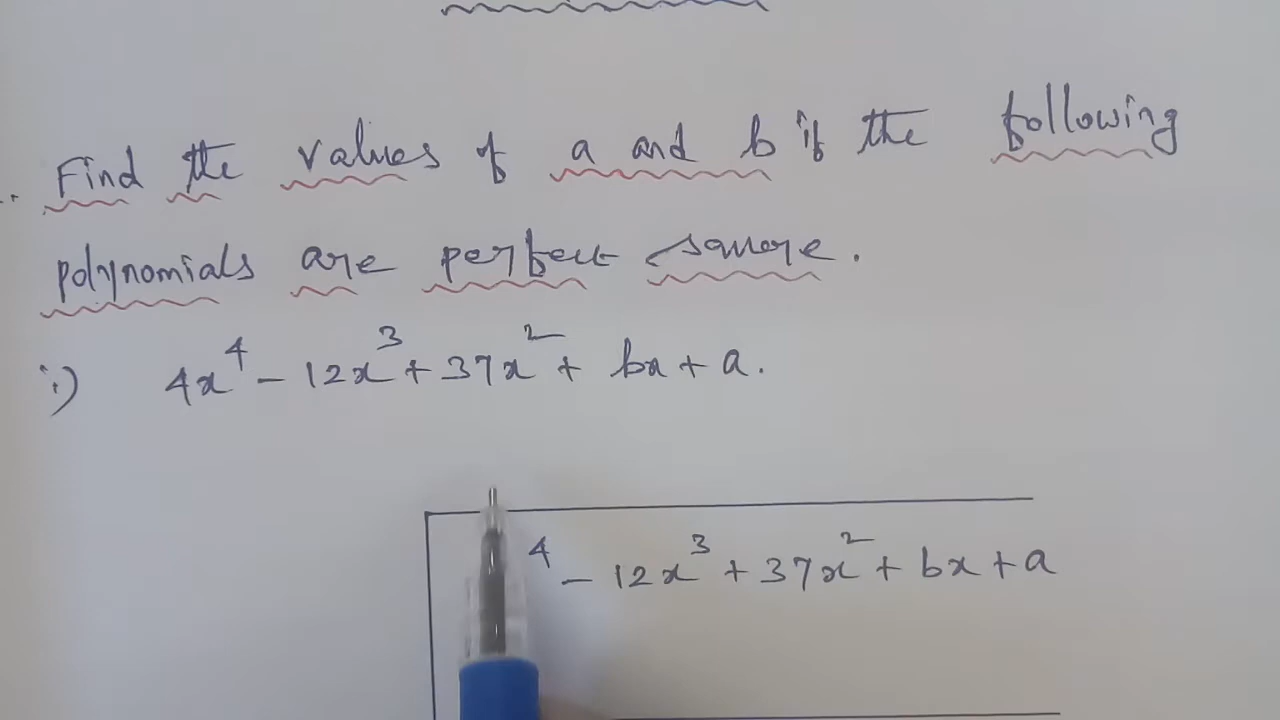 Find the values of a and b if the following
polynomials are perfect square.
i) 4x⁴ - 12x³ + 37x² + bx + a.
⁴ - 12x³ + 37x² + bx + a